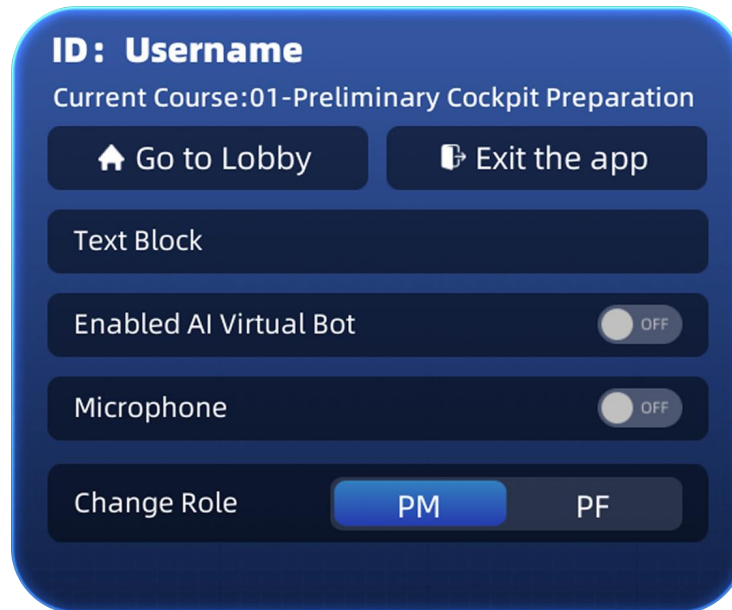 ID: Username
Current Course:01-Preliminary Cockpit Preparation
Go to Lobby
Exit the app
Text Block
Enabled AI Virtual Bot
OFF
Microphone
OFF
Change Role
PM
PF